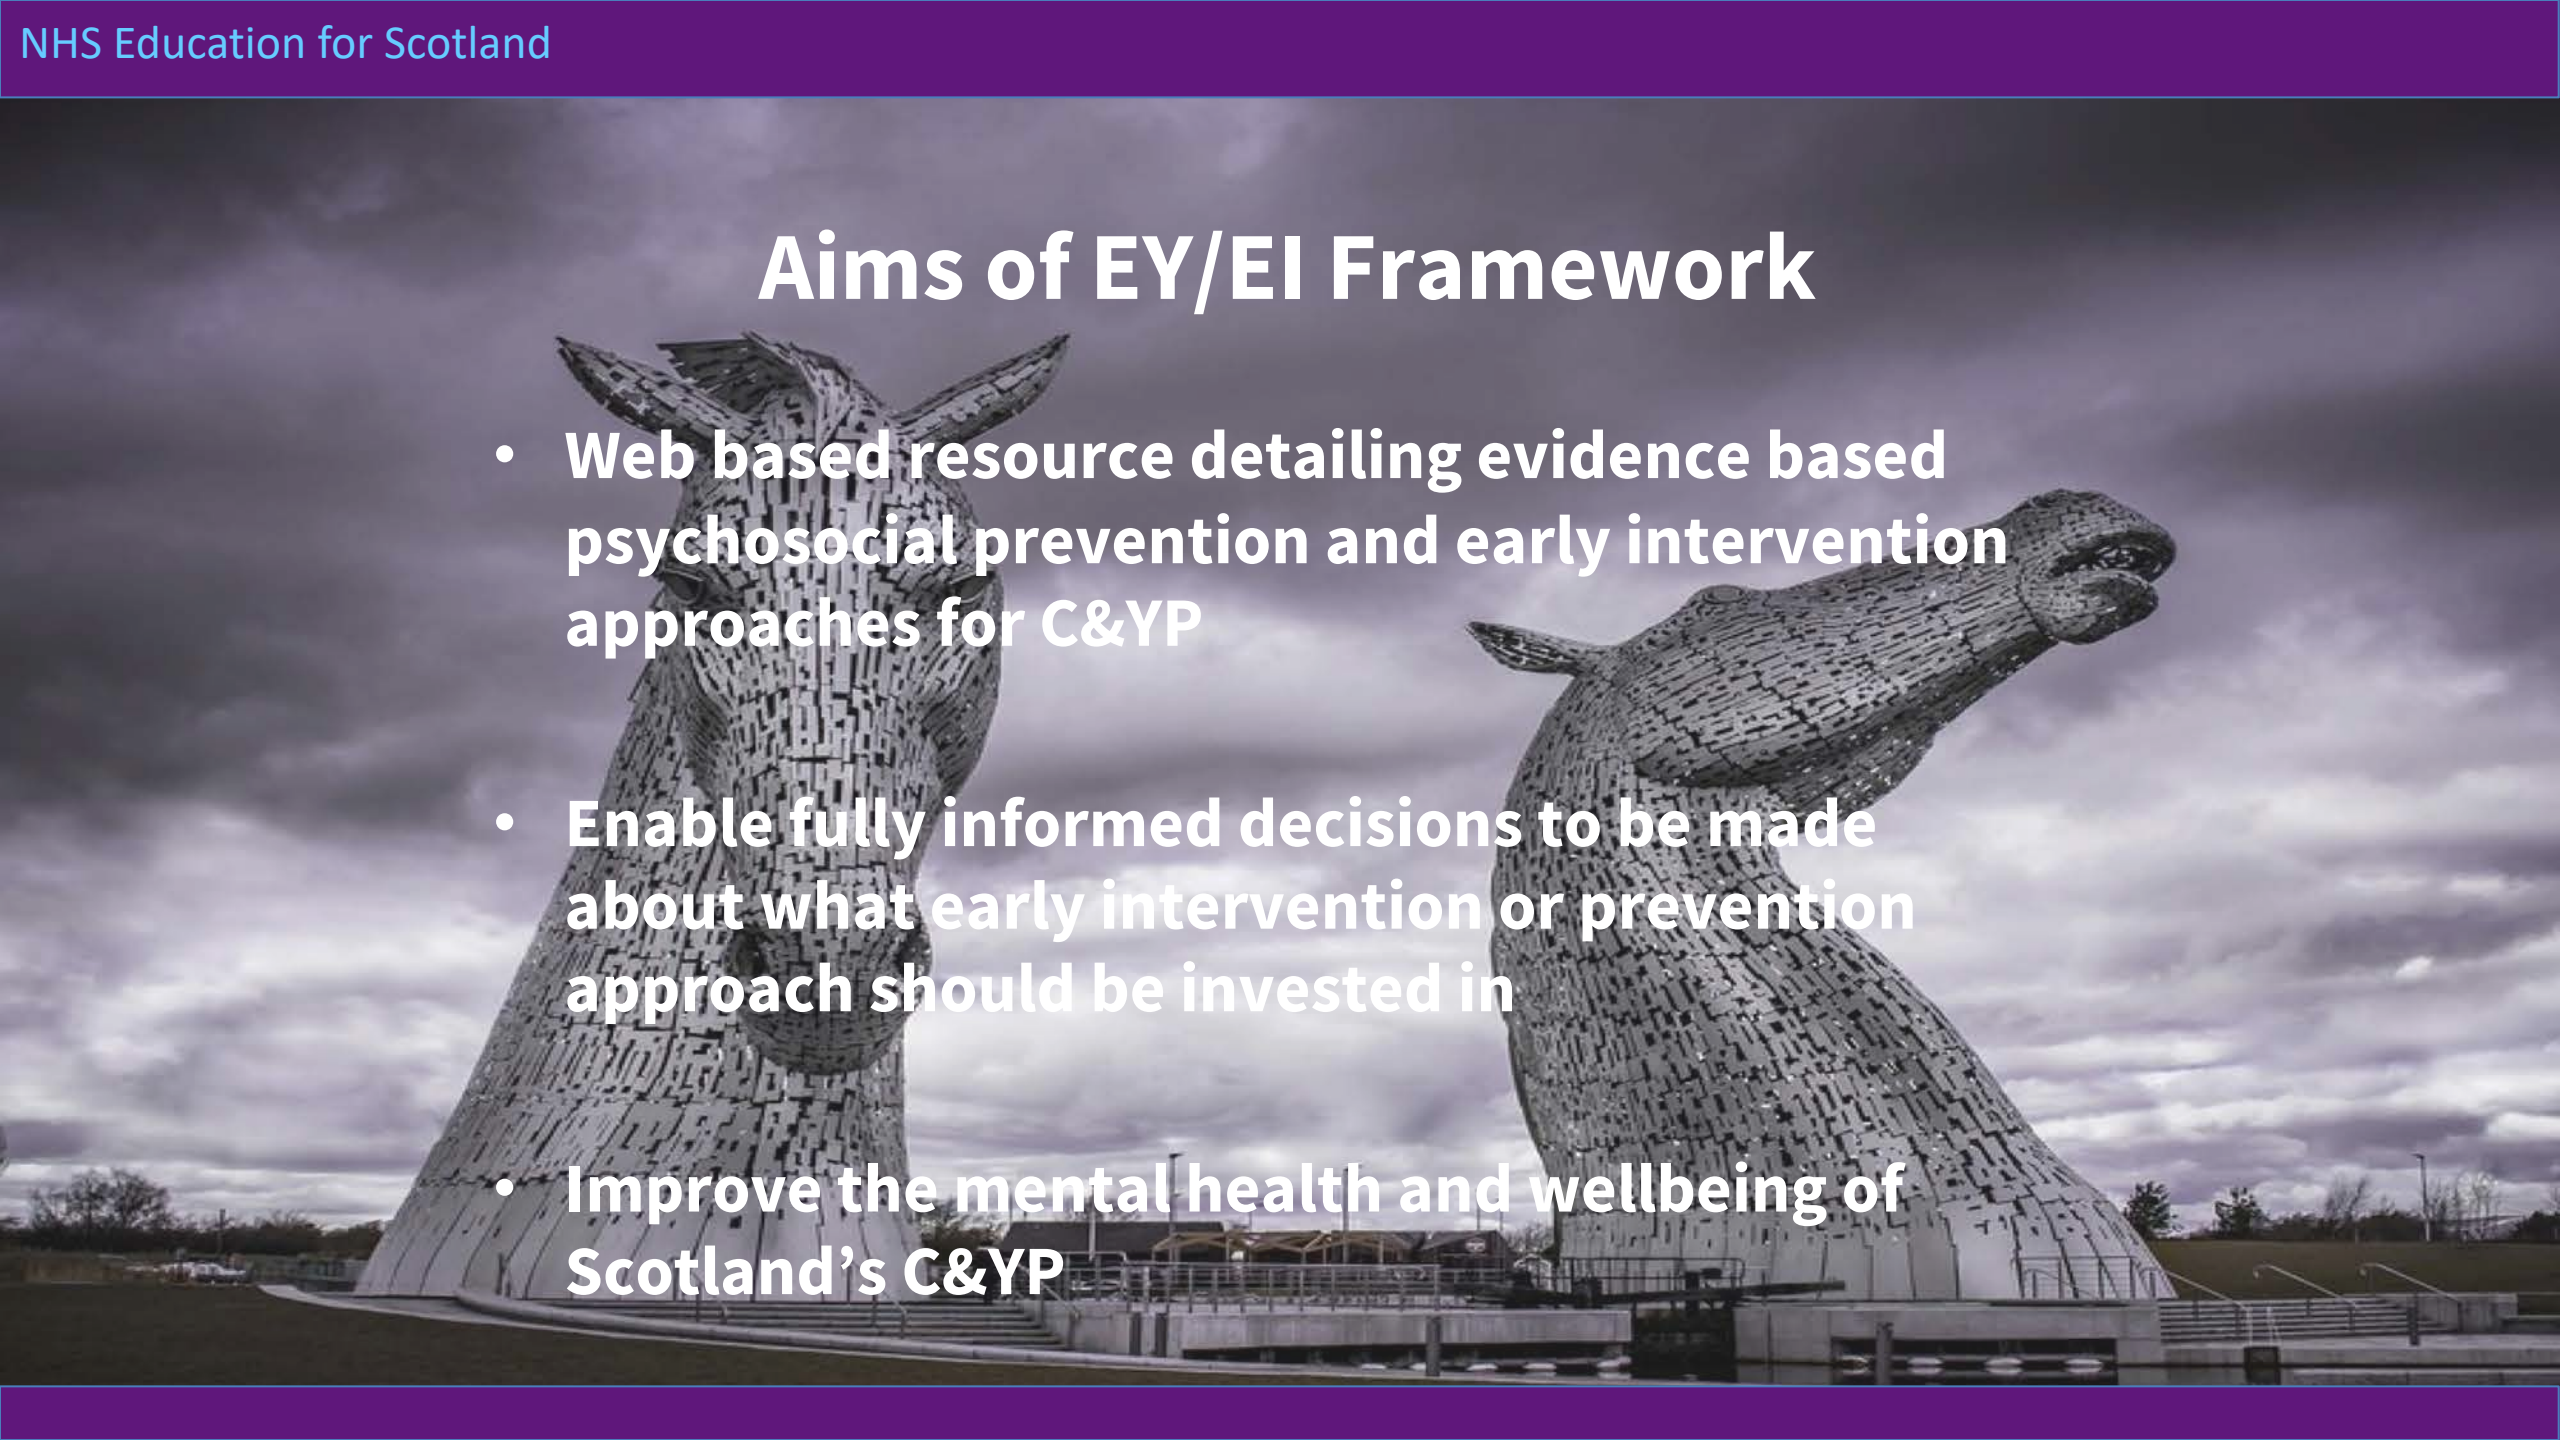 NHS Education for Scotland
Aims of EY/EI Framework
• Web based resource detailing evidence based
psychosocial prevention and early intervention
approaches for C&YP
• Enable fully informed decisions to be made
about what early intervention or prevention
approach should be invested in
• Improve the mental health and wellbeing of
Scotland’s C&YP